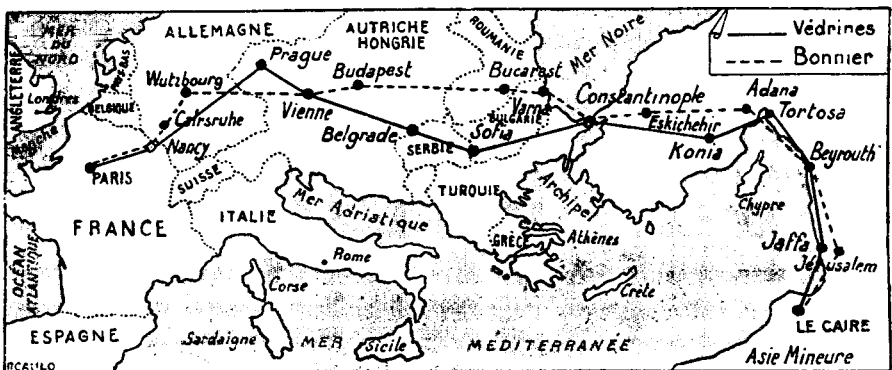 MER DU NORD
ALLEMAGNE
AUTRICHE HONGRIE
ROUMANIE
Mer Noire
Védrines
Bonnier
ANGLETERRE
Londres
PAYS-BAS
BELGIQUE
Manche
Prague
Wutzbourg
Budapest
Bucarest
Vienne
Varna
BULGARIE
Constantinople
Adana
Tortosa
Carlsruhe
Nancy
Belgrade
SERBIE
Sofia
Eskichehir
Konia
Beyrouth
PARIS
SUISSE
TURQUIE
Archipel
Chypre
FRANCE
ITALIE
Mer Adriatique
GRÈCE
Athènes
Jaffa
Jérusalem
OCÉAN ATLANTIQUE
Rome
Corse
Crète
LE CAIRE
ESPAGNE
Sardaigne
MER
Sicile
MÉDITERRANÉE
Asie Mineure